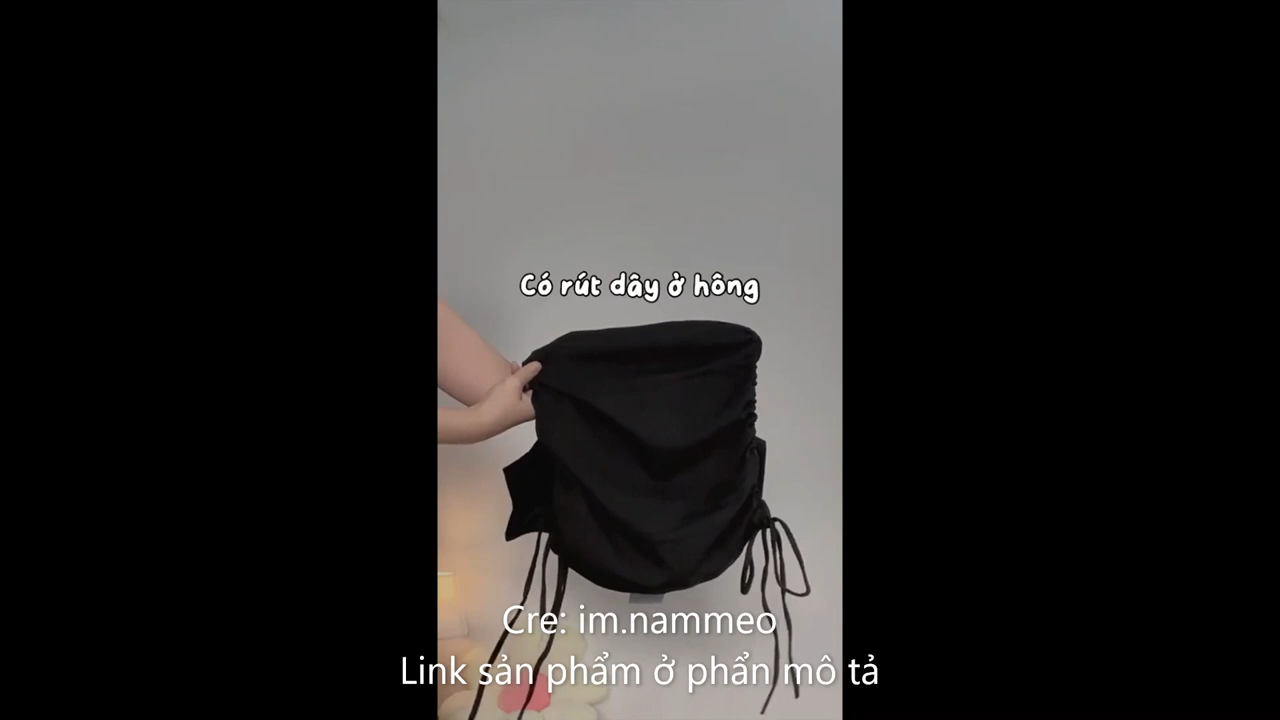 Có rút dây ở hông
Cre: im.nammeo
Link sản phẩm ở phẩn mô tả